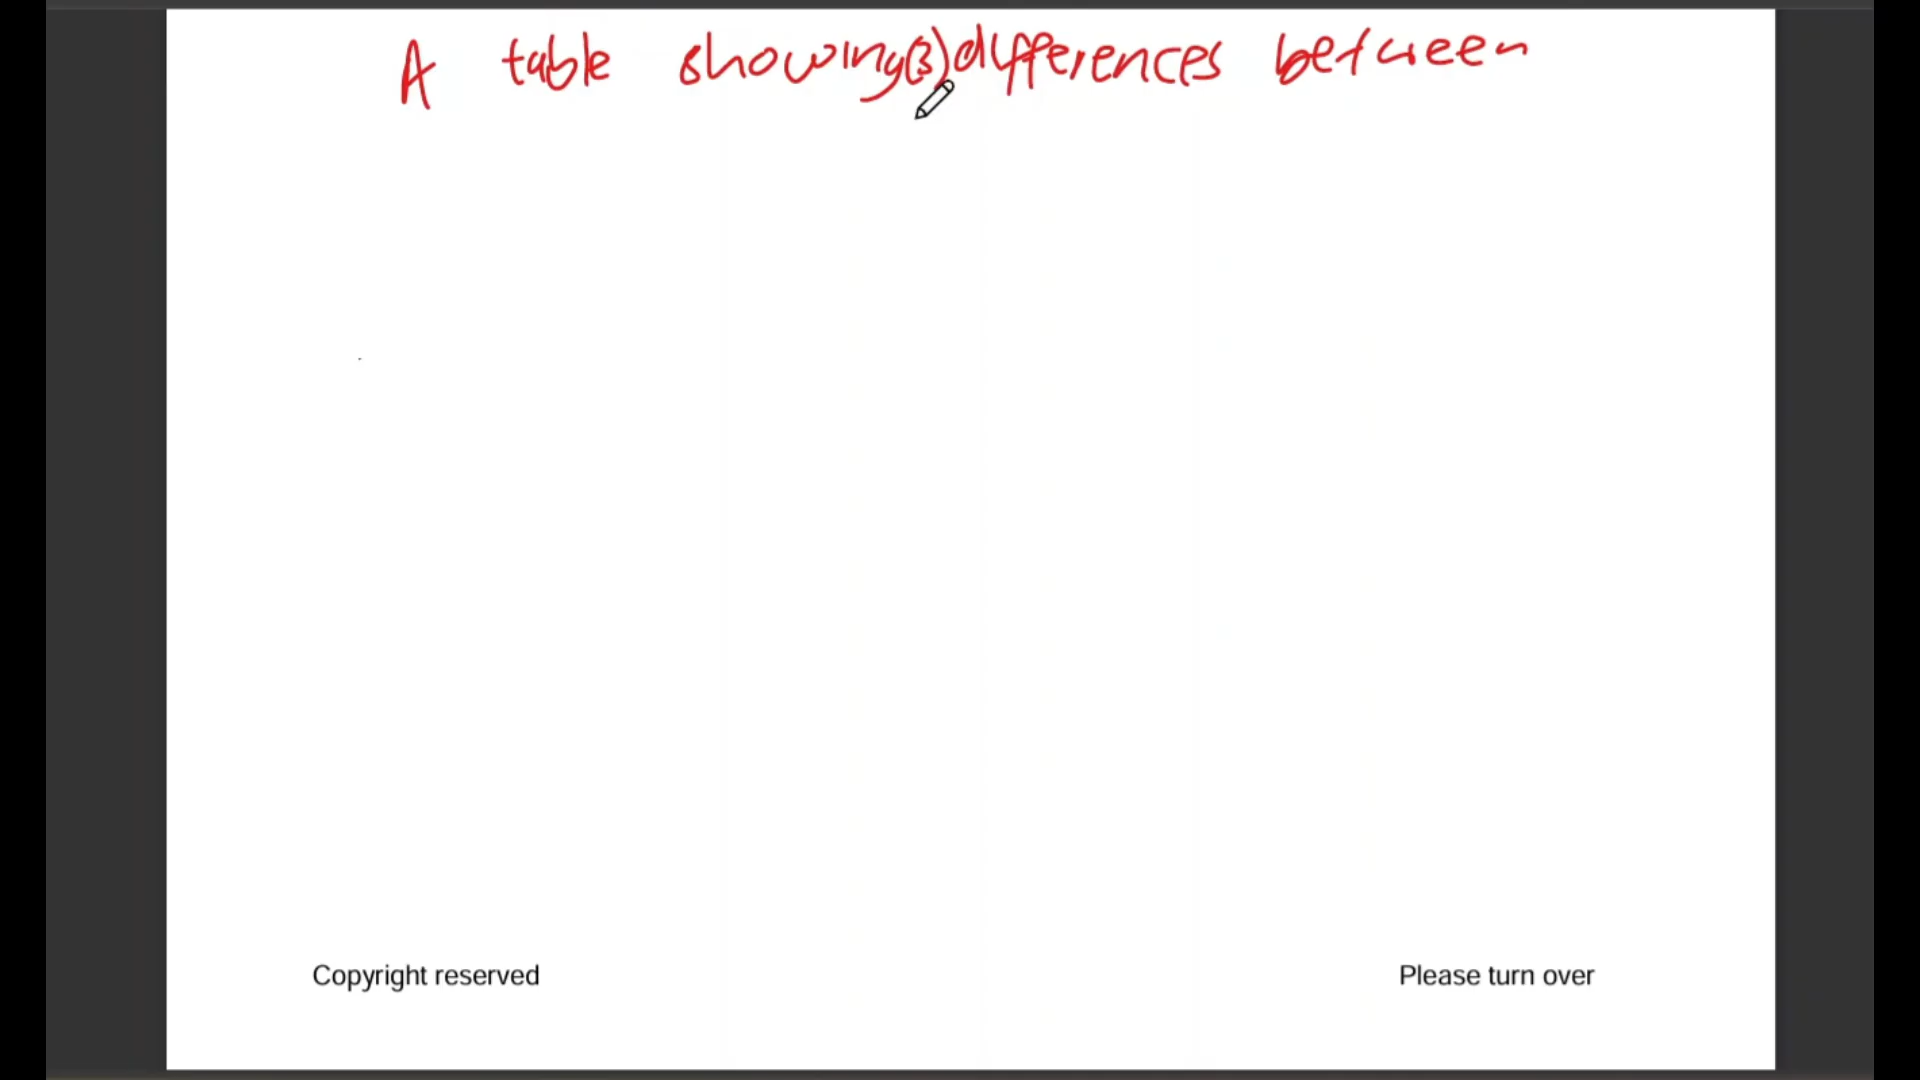 A table showing(3)differences between
Copyright reserved
Please turn over